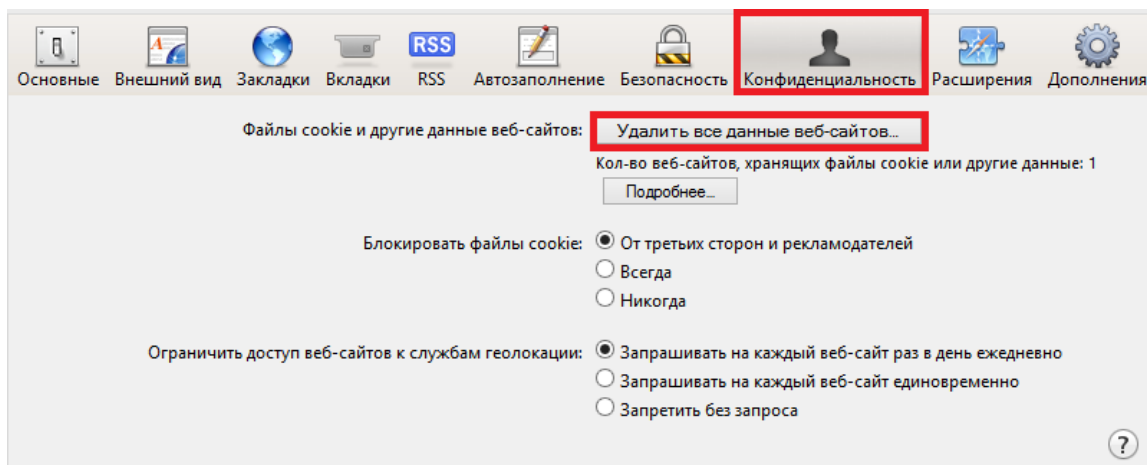 RSS
Основные Внешний вид Закладки Вкладки RSS Автозаполнение Безопасность Конфиденциальность Расширения Дополнения
Файлы cookie и другие данные веб-сайтов: Удалить все данные веб-сайтов...
Кол-во веб-сайтов, хранящих файлы cookie или другие данные: 1
Подробнее...
Блокировать файлы cookie: От третьих сторон и рекламодателей
Всегда
Никогда
Ограничить доступ веб-сайтов к службам геолокации: Запрашивать на каждый веб-сайт раз в день ежедневно
Запрашивать на каждый веб-сайт единовременно
Запретить без запроса
?